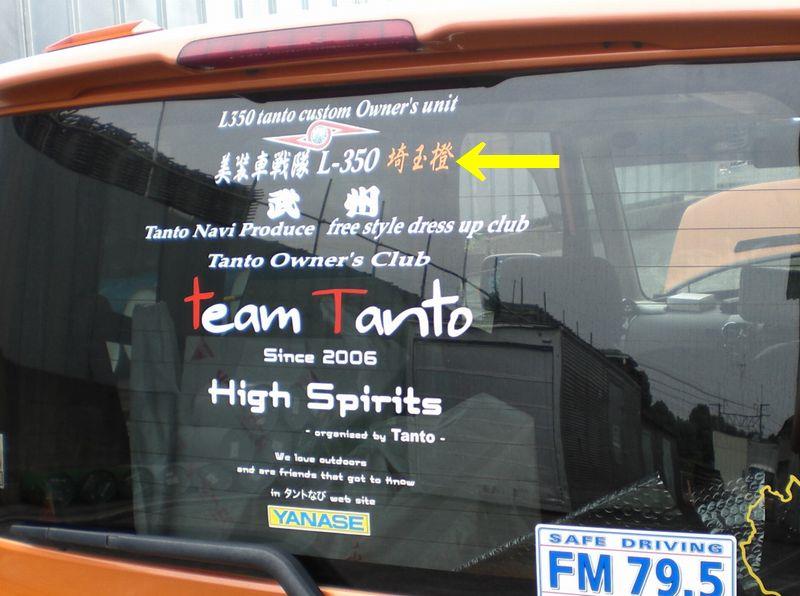 L350 tanto custom Owner's unit
美装車戦隊 L-350 埼玉橙
武州
Tanto Navi Produce free style dress up club
Tanto Owner's Club
team Tanto
Since 2006
High Spirits
- organized by Tanto -
We love outdoors
and are friends that got to know
in タントなび web site
YANASE
SAFE DRIVING
FM 79.5